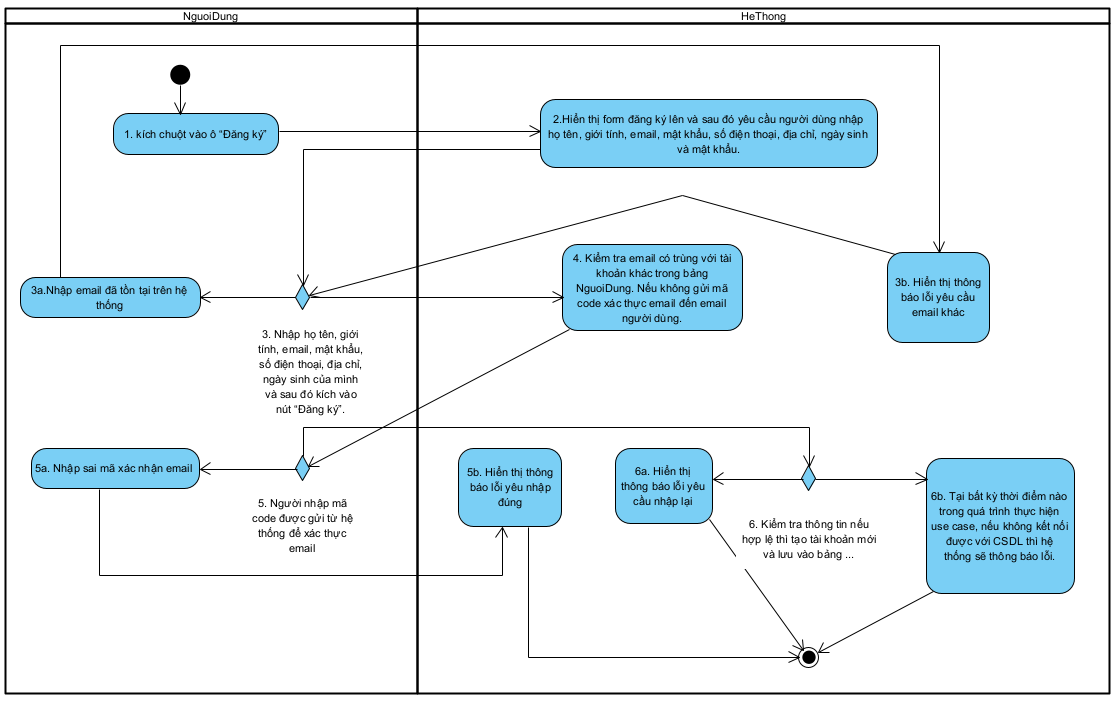 NguoiDung
HeThong
1. kích chuột vào ô “Đăng ký”
2.Hiển thị form đăng ký lên và sau đó yêu cầu người dùng nhập
họ tên, giới tính, email, mật khẩu, số điện thoại, địa chỉ, ngày sinh
và mật khẩu.
3a.Nhập email đã tồn tại trên hệ
thống
3. Nhập họ tên, giới
tính, email, mật khẩu,
số điện thoại, địa chỉ,
ngày sinh của mình
và sau đó kích vào
nút “Đăng ký”.
4. Kiểm tra email có trùng với tài
khoản khác trong bảng
NguoiDung. Nếu không gửi mã
code xác thực email đến email
người dùng.
3b. Hiển thị thông
báo lỗi yêu cầu
email khác
5a. Nhập sai mã xác nhận email
5. Người nhập mã
code được gửi từ hệ
thống để xác thực
email
5b. Hiển thị thông
báo lỗi yêu nhập
đúng
6a. Hiển thị
thông báo lỗi yêu
cầu nhập lại
6. Kiểm tra thông tin nếu
hợp lệ thì tạo tài khoản mới
và lưu vào bảng ...
6b. Tại bất kỳ thời điểm nào
trong quá trình thực hiện
use case, nếu không kết nối
được với CSDL thì hệ
thống sẽ thông báo lỗi.